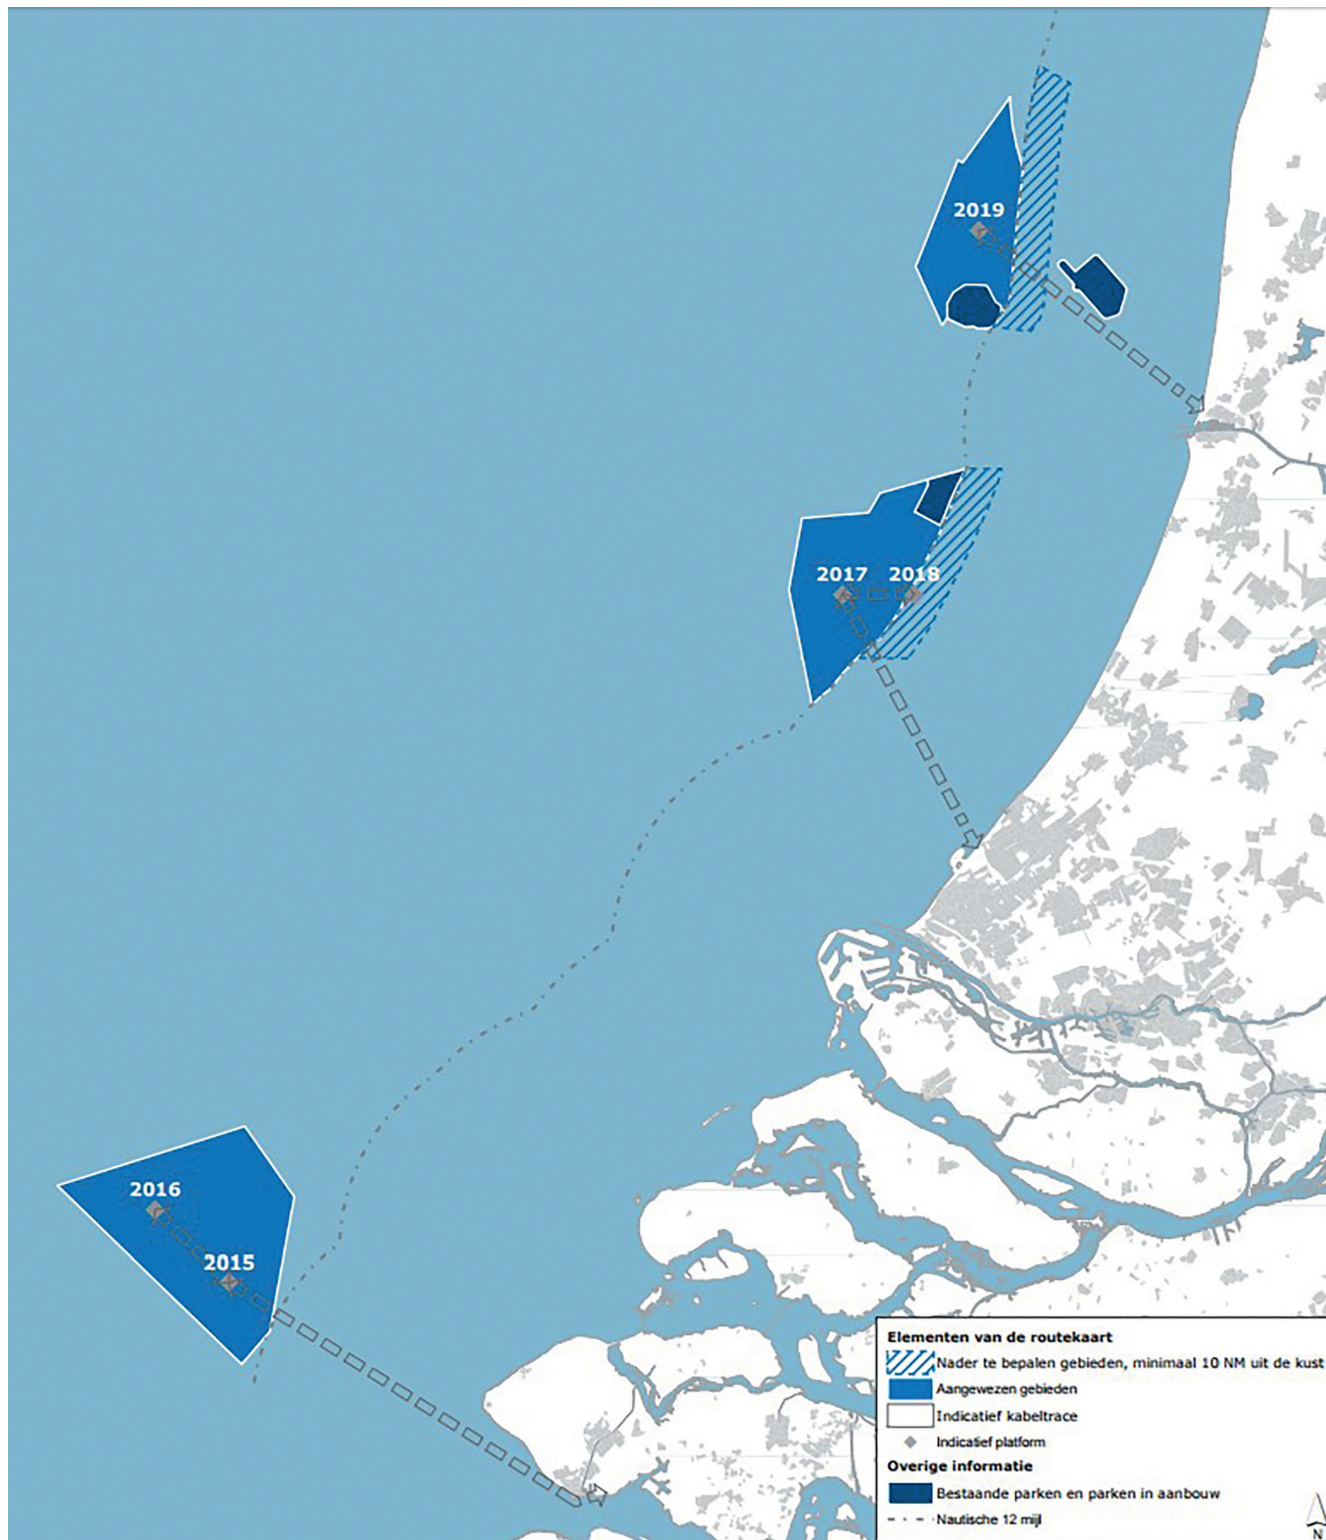 2019
2017
2018
2016
2015
Elementen van de routekaart
Nader te bepalen gebieden, minimaal 10 NM uit de kust
Aangewezen gebieden
Indicatief kabeltrace
Indicatief platform
Overige informatie
Bestaande parken en parken in aanbouw
Nautische 12 mijl
N